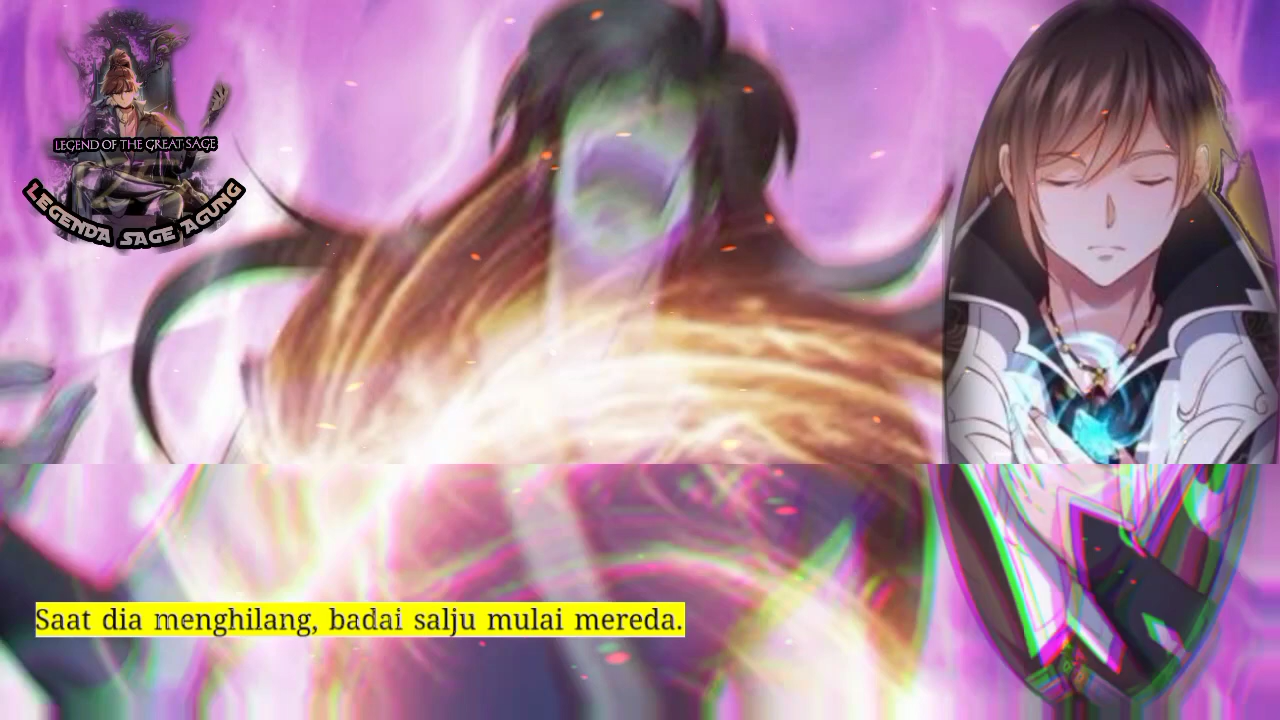 LEGEND OF THE GREAT SAGE
LEGENDA SAGE AGUNG
Saat dia menghilang, badai salju mulai mereda.